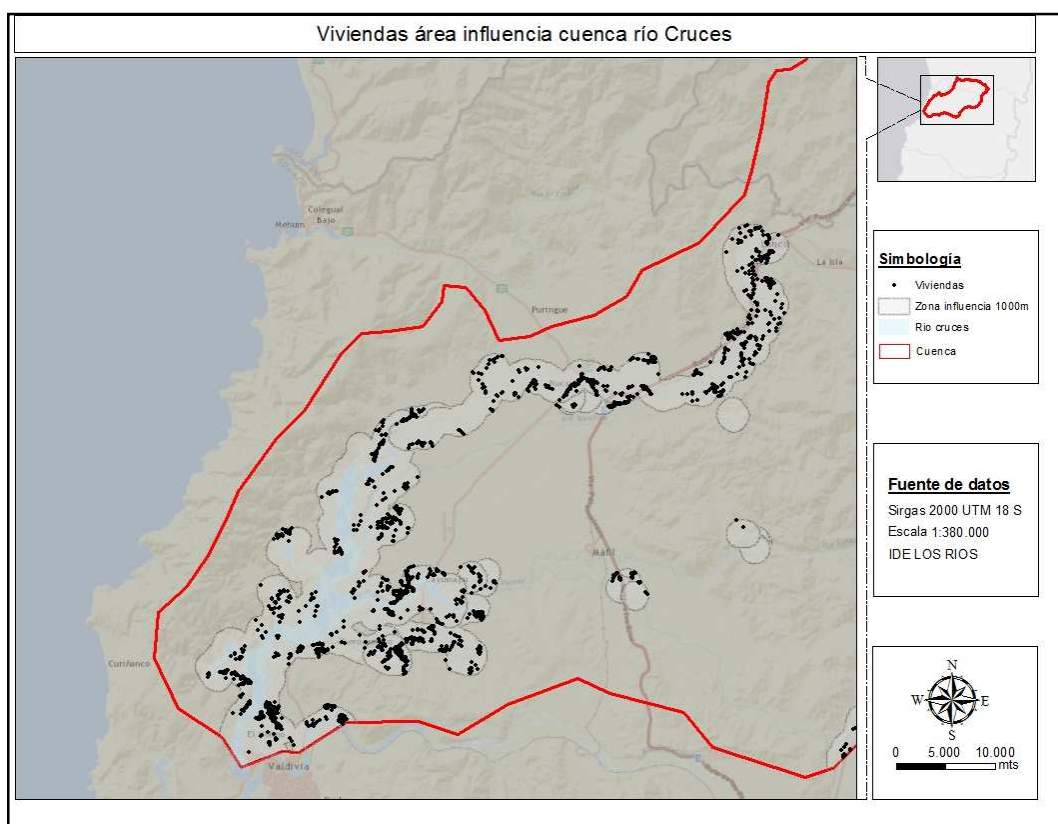 Viviendas área influencia cuenca río Cruces
Colegual
Bajo
Mehuin
La Isla
Puringue
Mafil
Curiñanco
Valdivia
Simbología
Viviendas
Zona influencia 1000m
Rio cruces
Cuenca
Fuente de datos
Sirgas 2000 UTM 18 S
Escala 1:380.000
IDE LOS RIOS
N
W
E
S
0 5.000 10.000
mts